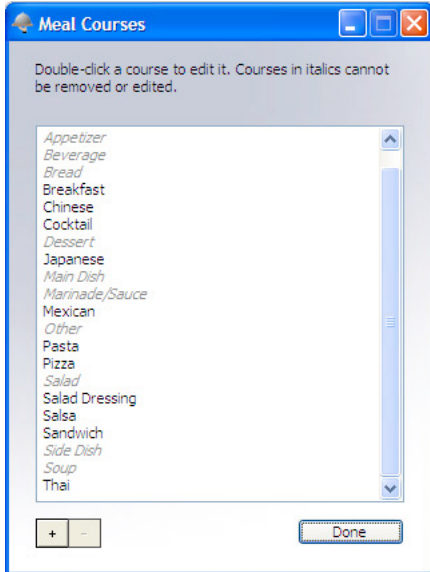 Meal Courses
Double-click a course to edit it. Courses in italics cannot
be removed or edited.
Appetizer
Beverage
Bread
Breakfast
Chinese
Cocktail
Dessert
Japanese
Main Dish
Marinade/Sauce
Mexican
Other
Pasta
Pizza
Salad
Salad Dressing
Salsa
Sandwich
Side Dish
Soup
Thai
+ -
Done